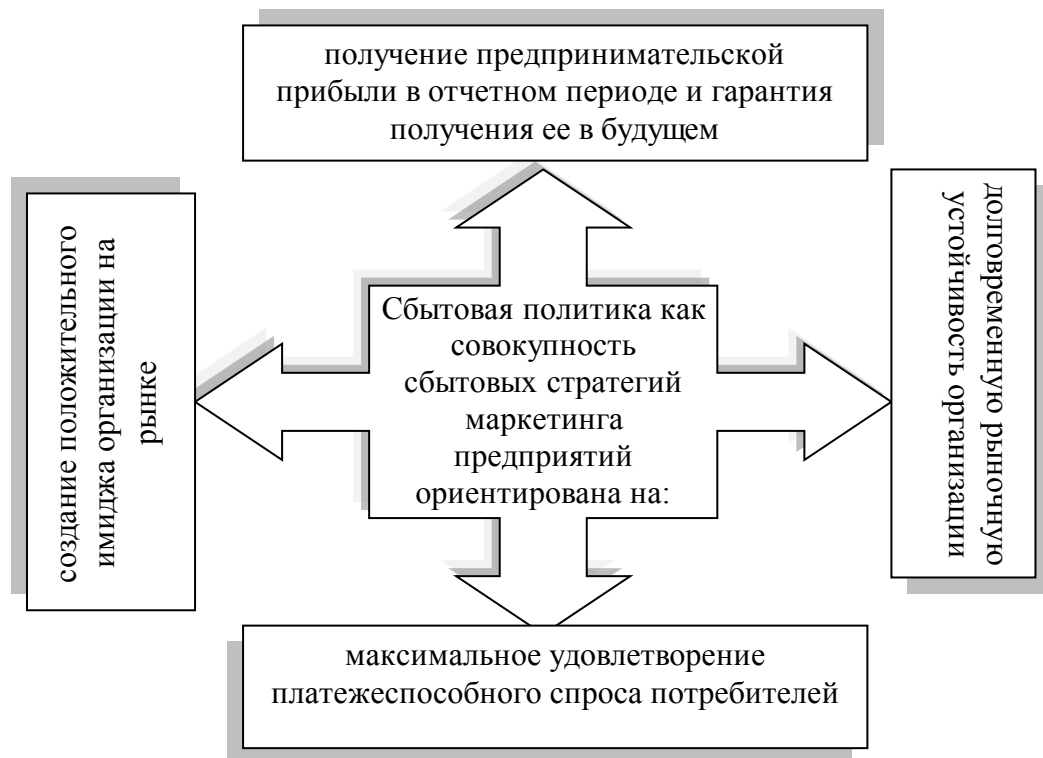 получение предпринимательской
прибыли в отчетном периоде и гарантия
получения ее в будущем
создание положительного
имиджа организации на
рынке
Сбытовая политика как
совокупность
сбытовых стратегий
маркетинга
предприятий
ориентирована на:
долговременную рыночную
устойчивость организации
максимальное удовлетворение
платежеспособного спроса потребителей